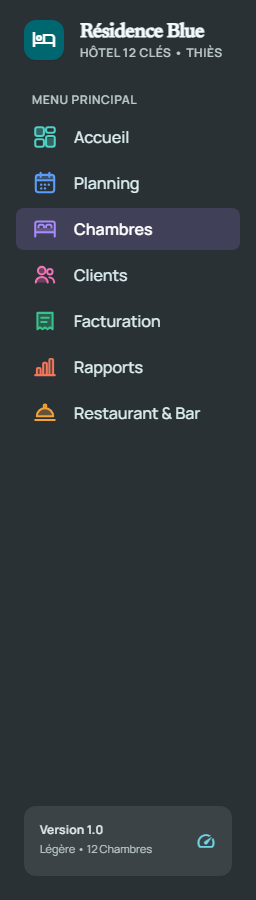 Résidence Blue
HÔTEL 12 CLÉS • THIÈS
MENU PRINCIPAL
Accueil
Planning
Chambres
Clients
Facturation
Rapports
Restaurant & Bar
Version 1.0
Légère • 12 Chambres